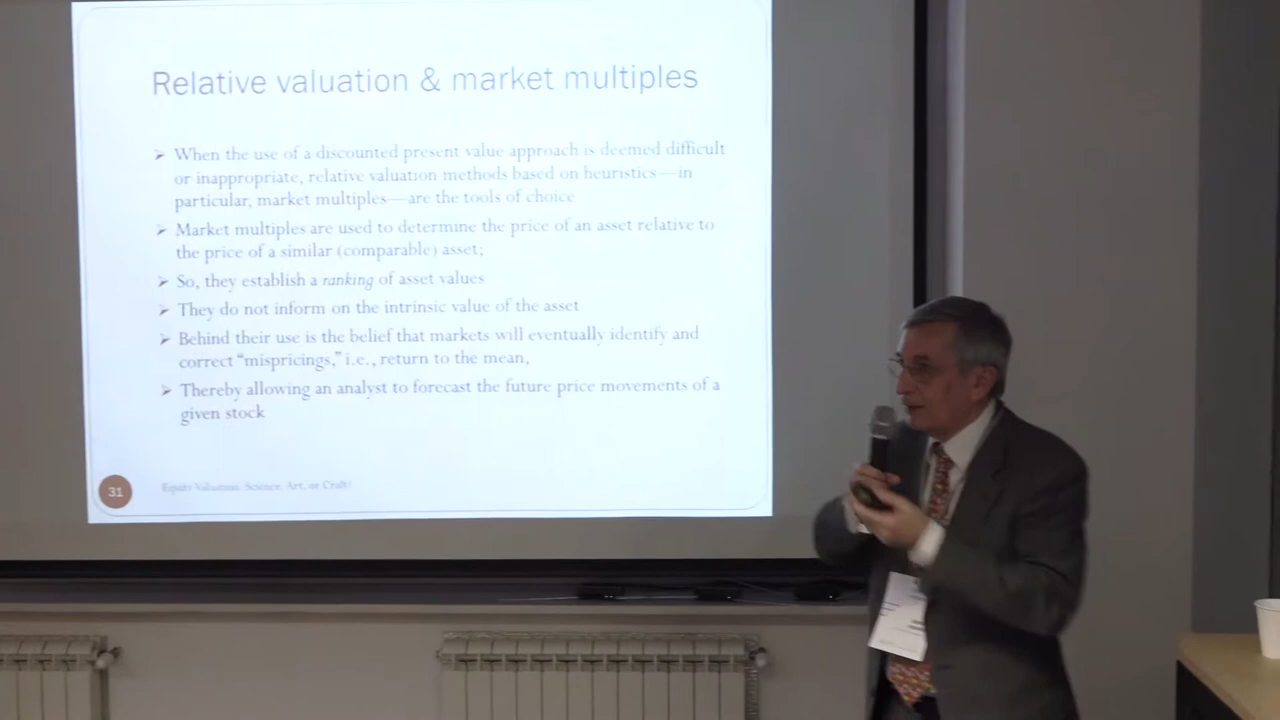 Relative valuation & market multiples
When the use of a discounted present value approach is deemed difficult
or inappropriate, relative valuation methods based on heuristics—in
particular, market multiples—are the tools of choice
Market multiples are used to determine the price of an asset relative to
the price of a similar (comparable) asset;
So, they establish a ranking of asset values
They do not inform on the intrinsic value of the asset
Behind their use is the belief that markets will eventually identify and
correct “mispricings,” i.e., return to the mean,
Thereby allowing an analyst to forecast the future price movements of a
given stock
31
Equity Valuation: Science, Art, or Craft?